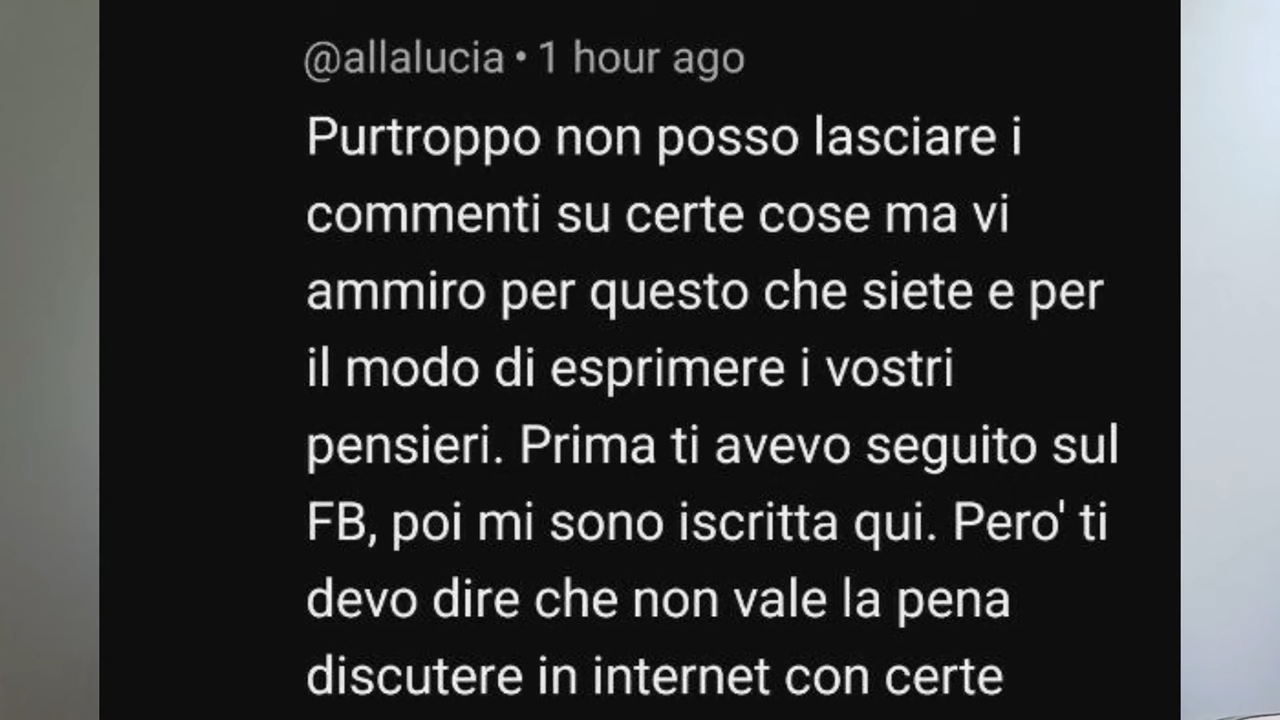 @allalucia • 1 hour ago
Purtroppo non posso lasciare i
commenti su certe cose ma vi
ammiro per questo che siete e per
il modo di esprimere i vostri
pensieri. Prima ti avevo seguito sul
FB, poi mi sono iscritta qui. Pero' ti
devo dire che non vale la pena
discutere in internet con certe